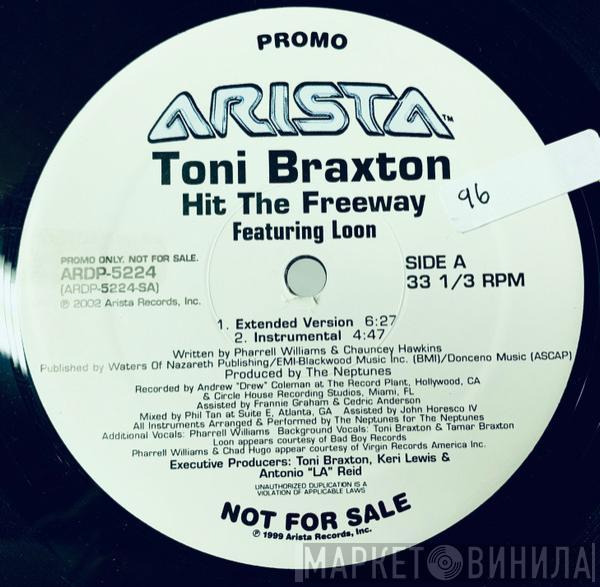 PROMO
ARISTA™
Toni Braxton
Hit The Freeway
Featuring Loon
96
PROMO ONLY. NOT FOR SALE.
ARDP-5224
(ARDP-5224-SA)
℗ 2002 Arista Records, Inc.
SIDE A
33 1/3 RPM
1. Extended Version 6:27
2. Instrumental 4:47
Written by Pharrell Williams & Chauncey Hawkins
Published by Waters Of Nazareth Publishing/EMI-Blackwood Music Inc. (BMI)/Donceno Music (ASCAP)
Produced by The Neptunes
Recorded by Andrew "Drew" Coleman at The Record Plant, Hollywood, CA
& Circle House Recording Studios, Miami, FL
Assisted by Frannie Graham & Cedric Anderson
Mixed by Phil Tan at Suite E, Atlanta, GA Assisted by John Horesco IV
All Instruments Arranged & Performed by The Neptunes for The Neptunes
Additional Vocals: Pharrell Williams Background Vocals: Toni Braxton & Tamar Braxton
Loon appears courtesy of Bad Boy Records
Pharrell Williams & Chad Hugo appear courtesy of Virgin Records America Inc.
Executive Producers: Toni Braxton, Keri Lewis &
Antonio "LA" Reid
UNAUTHORIZED DUPLICATION IS A
VIOLATION OF APPLICABLE LAWS
NOT FOR SALE
℗ 1999 Arista Records, Inc.
МАРКЕТ ВИНИЛА